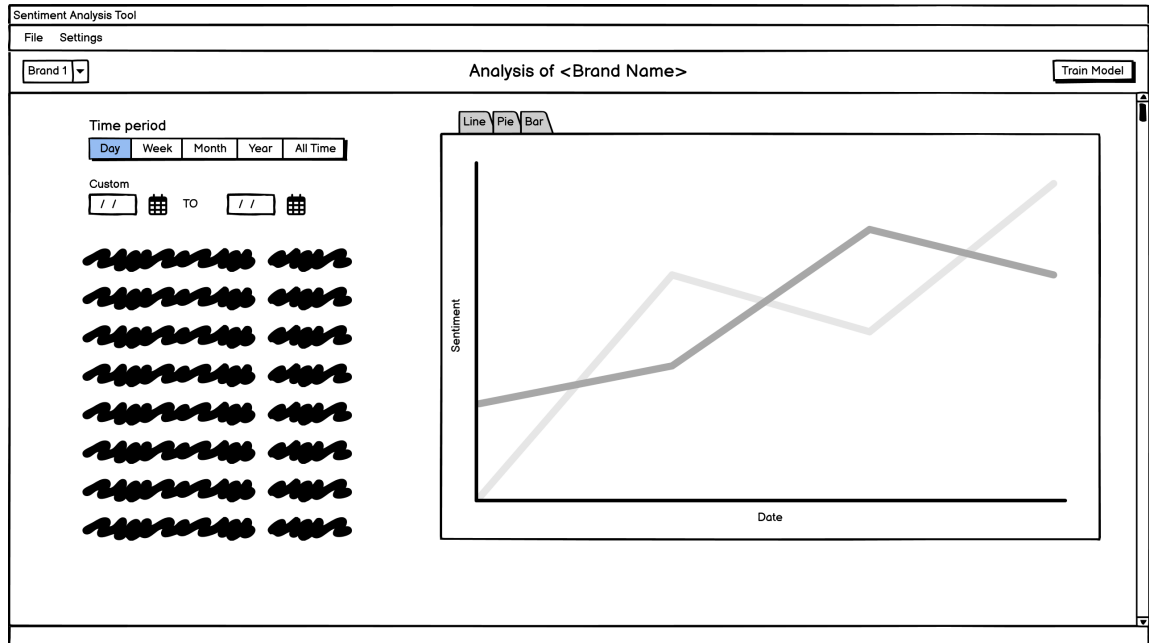 Sentiment Analysis Tool
File Settings
Brand 1 Analysis of <Brand Name> Train Model
Time period
Day Week Month Year All Time
Custom
/ / TO / /
Line Pie Bar
Sentiment
Date